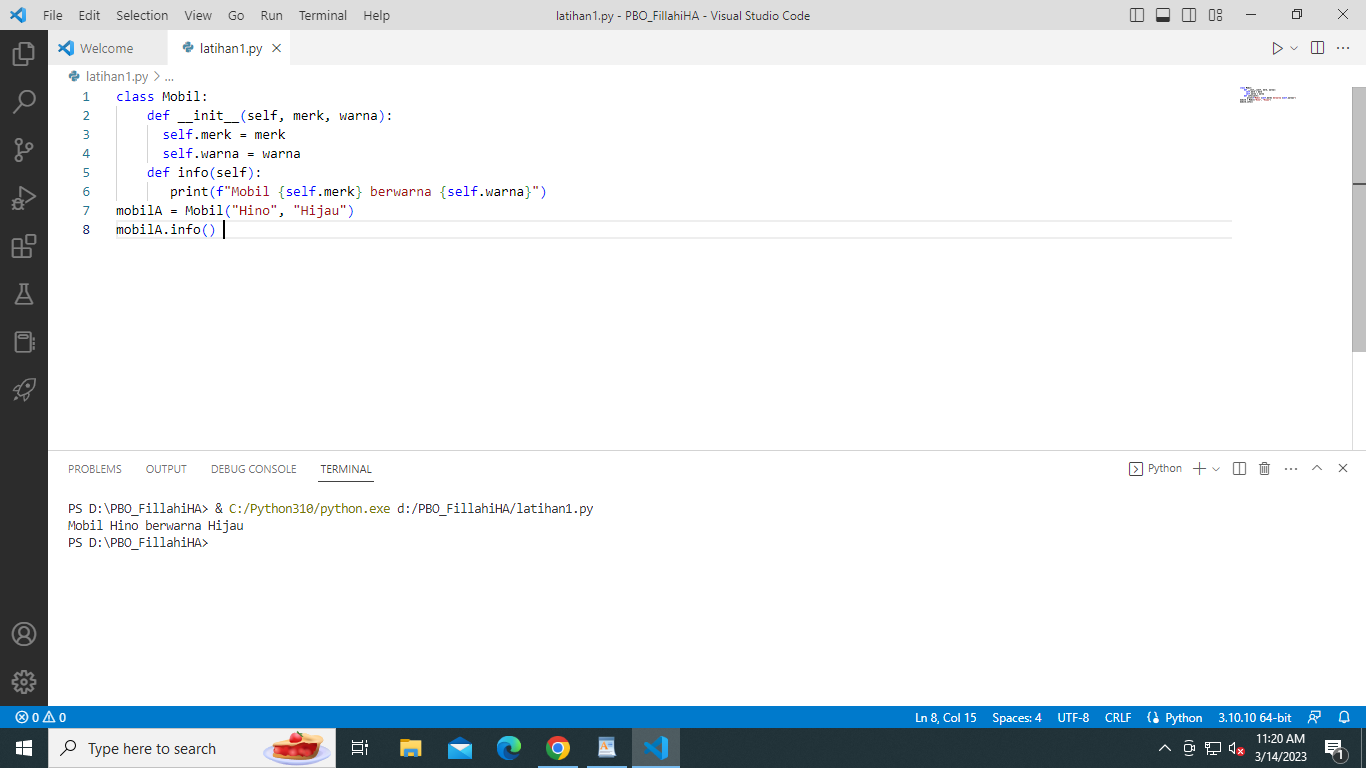 File Edit Selection View Go Run Terminal Help latihan1.py - PBO_FillahiHA - Visual Studio Code
Welcome latihan1.py
latihan1.py > ...
1 class Mobil:
2     def __init__(self, merk, warna):
3       self.merk = merk
4       self.warna = warna
5     def info(self):
6        print(f"Mobil {self.merk} berwarna {self.warna}")
7 mobilA = Mobil("Hino", "Hijau")
8 mobilA.info()
PROBLEMS OUTPUT DEBUG CONSOLE TERMINAL Python
PS D:\PBO_FillahiHA> & C:/Python310/python.exe d:/PBO_FillahiHA/latihan1.py
Mobil Hino berwarna Hijau
PS D:\PBO_FillahiHA>
0 0 Ln 8, Col 15 Spaces: 4 UTF-8 CRLF Python 3.10.10 64-bit
Type here to search
11:20 AM
3/14/2023
1